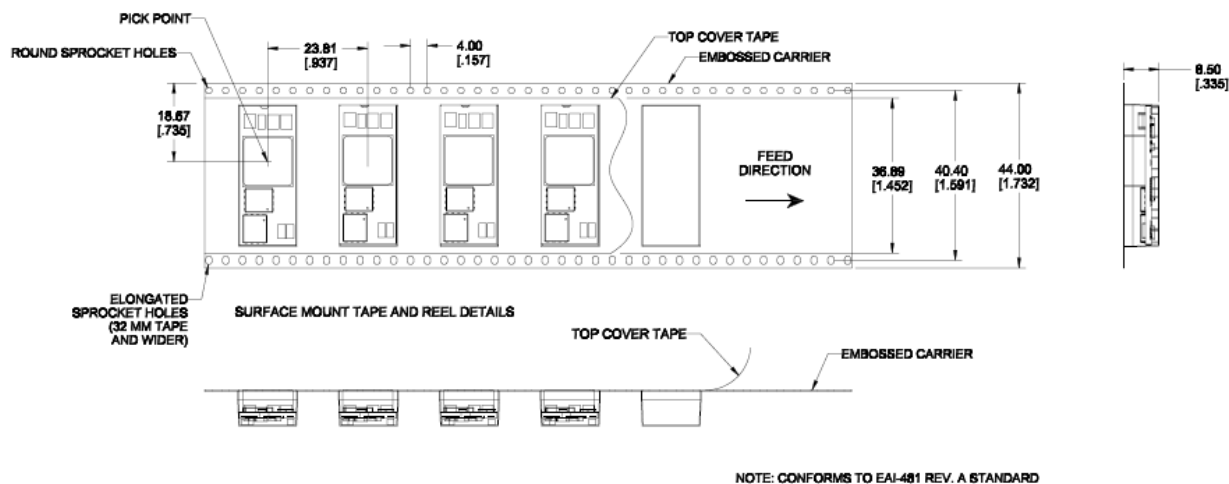 PICK POINT
ROUND SPROCKET HOLES
23.81
[.937]
4.00
[.157]
TOP COVER TAPE
EMBOSSED CARRIER
8.50
[.335]
18.67
[.735]
FEED
DIRECTION
36.89
[1.452]
40.40
[1.591]
44.00
[1.732]
ELONGATED
SPROCKET HOLES
(32 MM TAPE
AND WIDER)
SURFACE MOUNT TAPE AND REEL DETAILS
TOP COVER TAPE
EMBOSSED CARRIER
NOTE: CONFORMS TO EAI-481 REV. A STANDARD